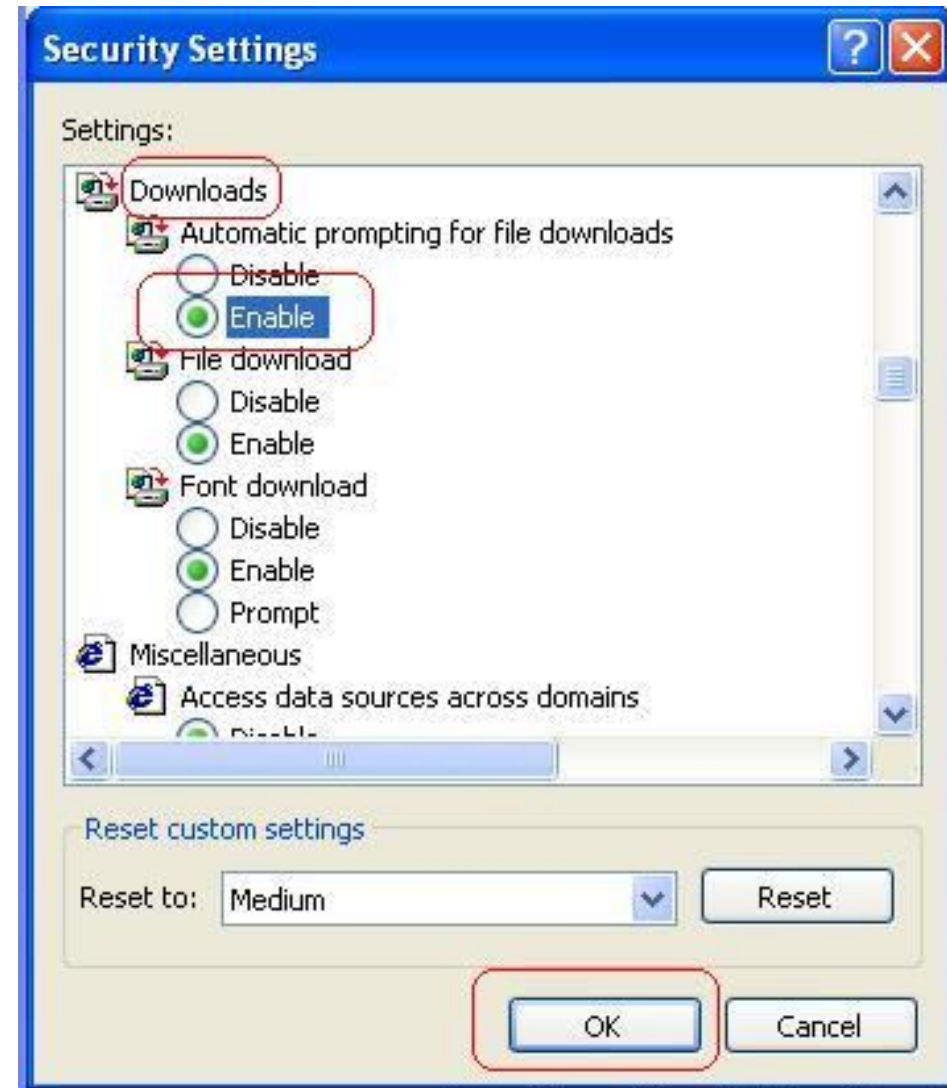 Security Settings
Settings:
Downloads
Automatic prompting for file downloads
Disable
Enable
File download
Disable
Enable
Font download
Disable
Enable
Prompt
Miscellaneous
Access data sources across domains
Disable
Reset custom settings
Reset to: Medium Reset
OK Cancel